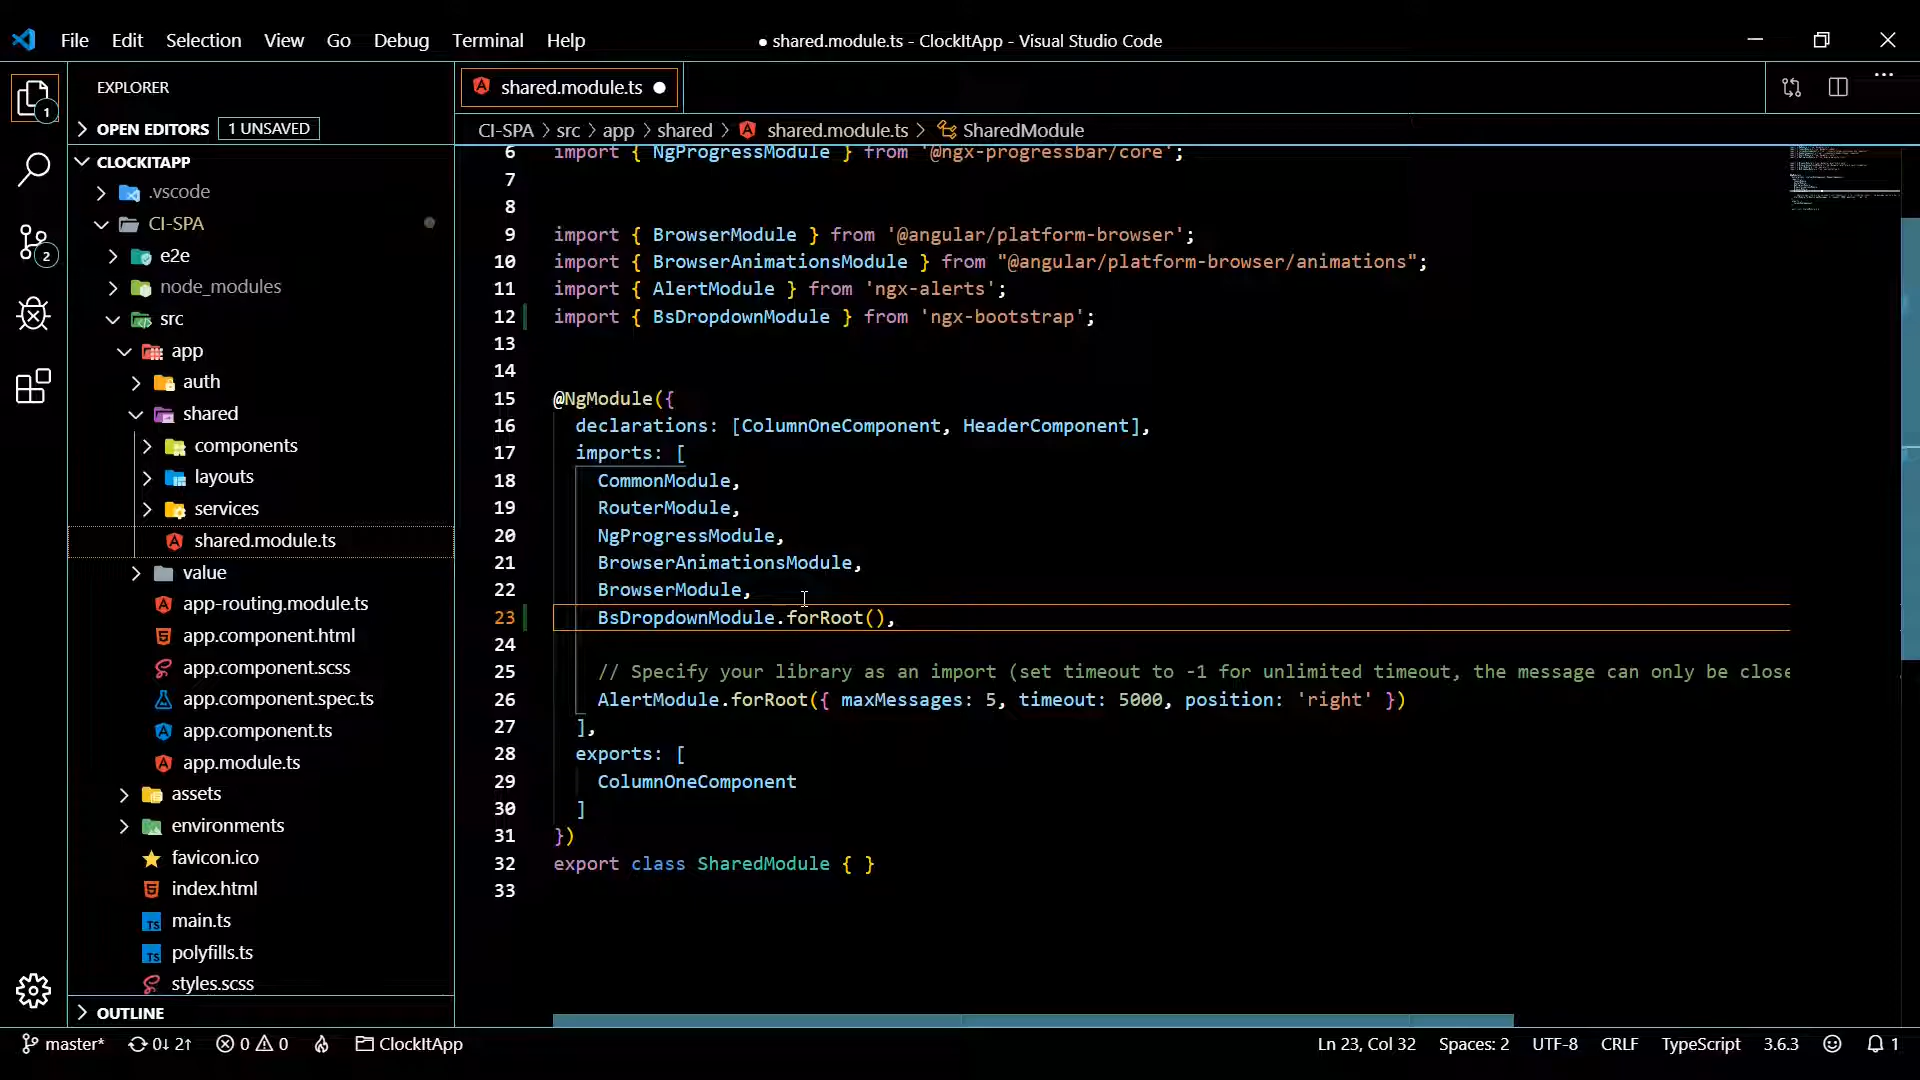 File Edit Selection View Go Debug Terminal Help
● shared.module.ts - ClockItApp - Visual Studio Code
EXPLORER
OPEN EDITORS 1 UNSAVED
CLOCKITAPP
.vscode
CI-SPA
e2e
node_modules
src
app
auth
shared
components
layouts
services
shared.module.ts
value
app-routing.module.ts
app.component.html
app.component.scss
app.component.spec.ts
app.component.ts
app.module.ts
assets
environments
favicon.ico
index.html
main.ts
polyfills.ts
styles.scss
OUTLINE
1
2
shared.module.ts ●
CI-SPA > src > app > shared > shared.module.ts > SharedModule
6 import { NgProgressModule } from '@ngx-progressbar/core';
7
8
9 import { BrowserModule } from '@angular/platform-browser';
10 import { BrowserAnimationsModule } from "@angular/platform-browser/animations";
11 import { AlertModule } from 'ngx-alerts';
12 import { BsDropdownModule } from 'ngx-bootstrap';
13
14
15 @NgModule({
16 declarations: [ColumnOneComponent, HeaderComponent],
17 imports: [
18 CommonModule,
19 RouterModule,
20 NgProgressModule,
21 BrowserAnimationsModule,
22 BrowserModule,
23 BsDropdownModule.forRoot(),
24
25 // Specify your library as an import (set timeout to -1 for unlimited timeout, the message can only be close
26 AlertModule.forRoot({ maxMessages: 5, timeout: 5000, position: 'right' })
27 ],
28 exports: [
29 ColumnOneComponent
30 ]
31 })
32 export class SharedModule { }
33
master* 0↓ 2↑ 0 0 ClockItApp Ln 23, Col 32 Spaces: 2 UTF-8 CRLF TypeScript 3.6.3 1